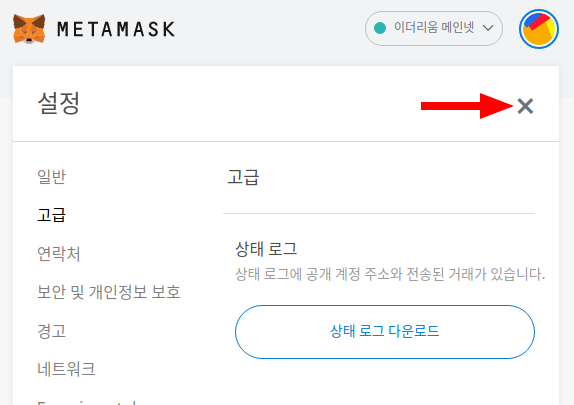 METAMASK
이더리움 메인넷
설정
일반
고급
연락처
보안 및 개인정보 보호
경고
네트워크
고급
상태 로그
상태 로그에 공개 계정 주소와 전송된 거래가 있습니다.
상태 로그 다운로드